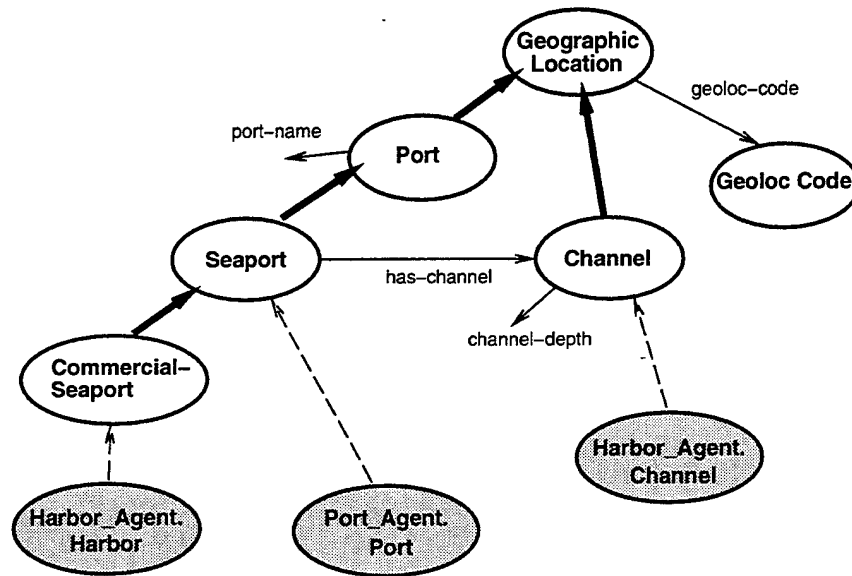 Geographic
Location
geoloc-code
port-name
Port
Geoloc Code
Seaport
has-channel
Channel
channel-depth
Commercial-
Seaport
Harbor_Agent.
Channel
Harbor_Agent.
Harbor
Port_Agent.
Port